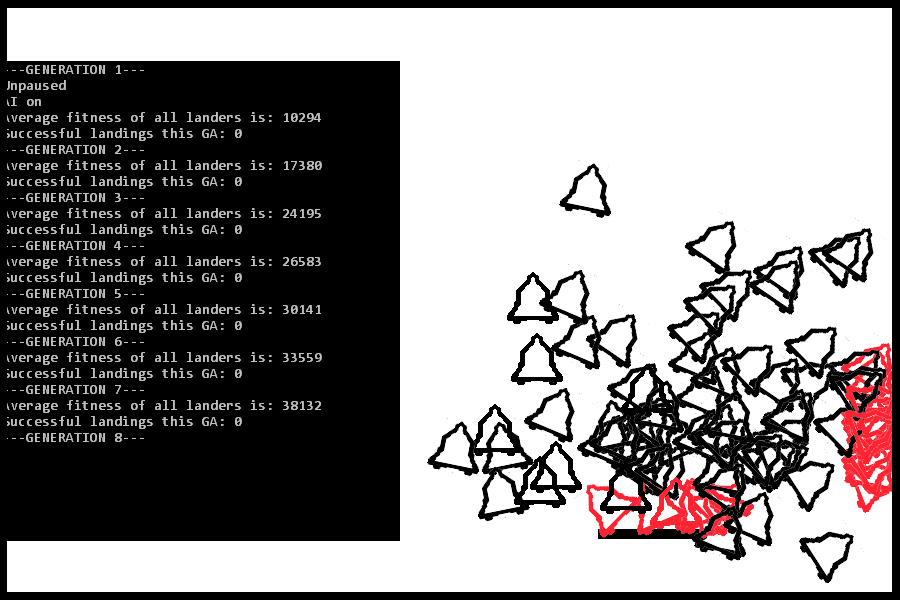 ---GENERATION 1---
Unpaused
AI on
Average fitness of all landers is: 10294
Successful landings this GA: 0
---GENERATION 2---
Average fitness of all landers is: 17380
Successful landings this GA: 0
---GENERATION 3---
Average fitness of all landers is: 24195
Successful landings this GA: 0
---GENERATION 4---
Average fitness of all landers is: 26583
Successful landings this GA: 0
---GENERATION 5---
Average fitness of all landers is: 30141
Successful landings this GA: 0
---GENERATION 6---
Average fitness of all landers is: 33559
Successful landings this GA: 0
---GENERATION 7---
Average fitness of all landers is: 38132
Successful landings this GA: 0
---GENERATION 8---